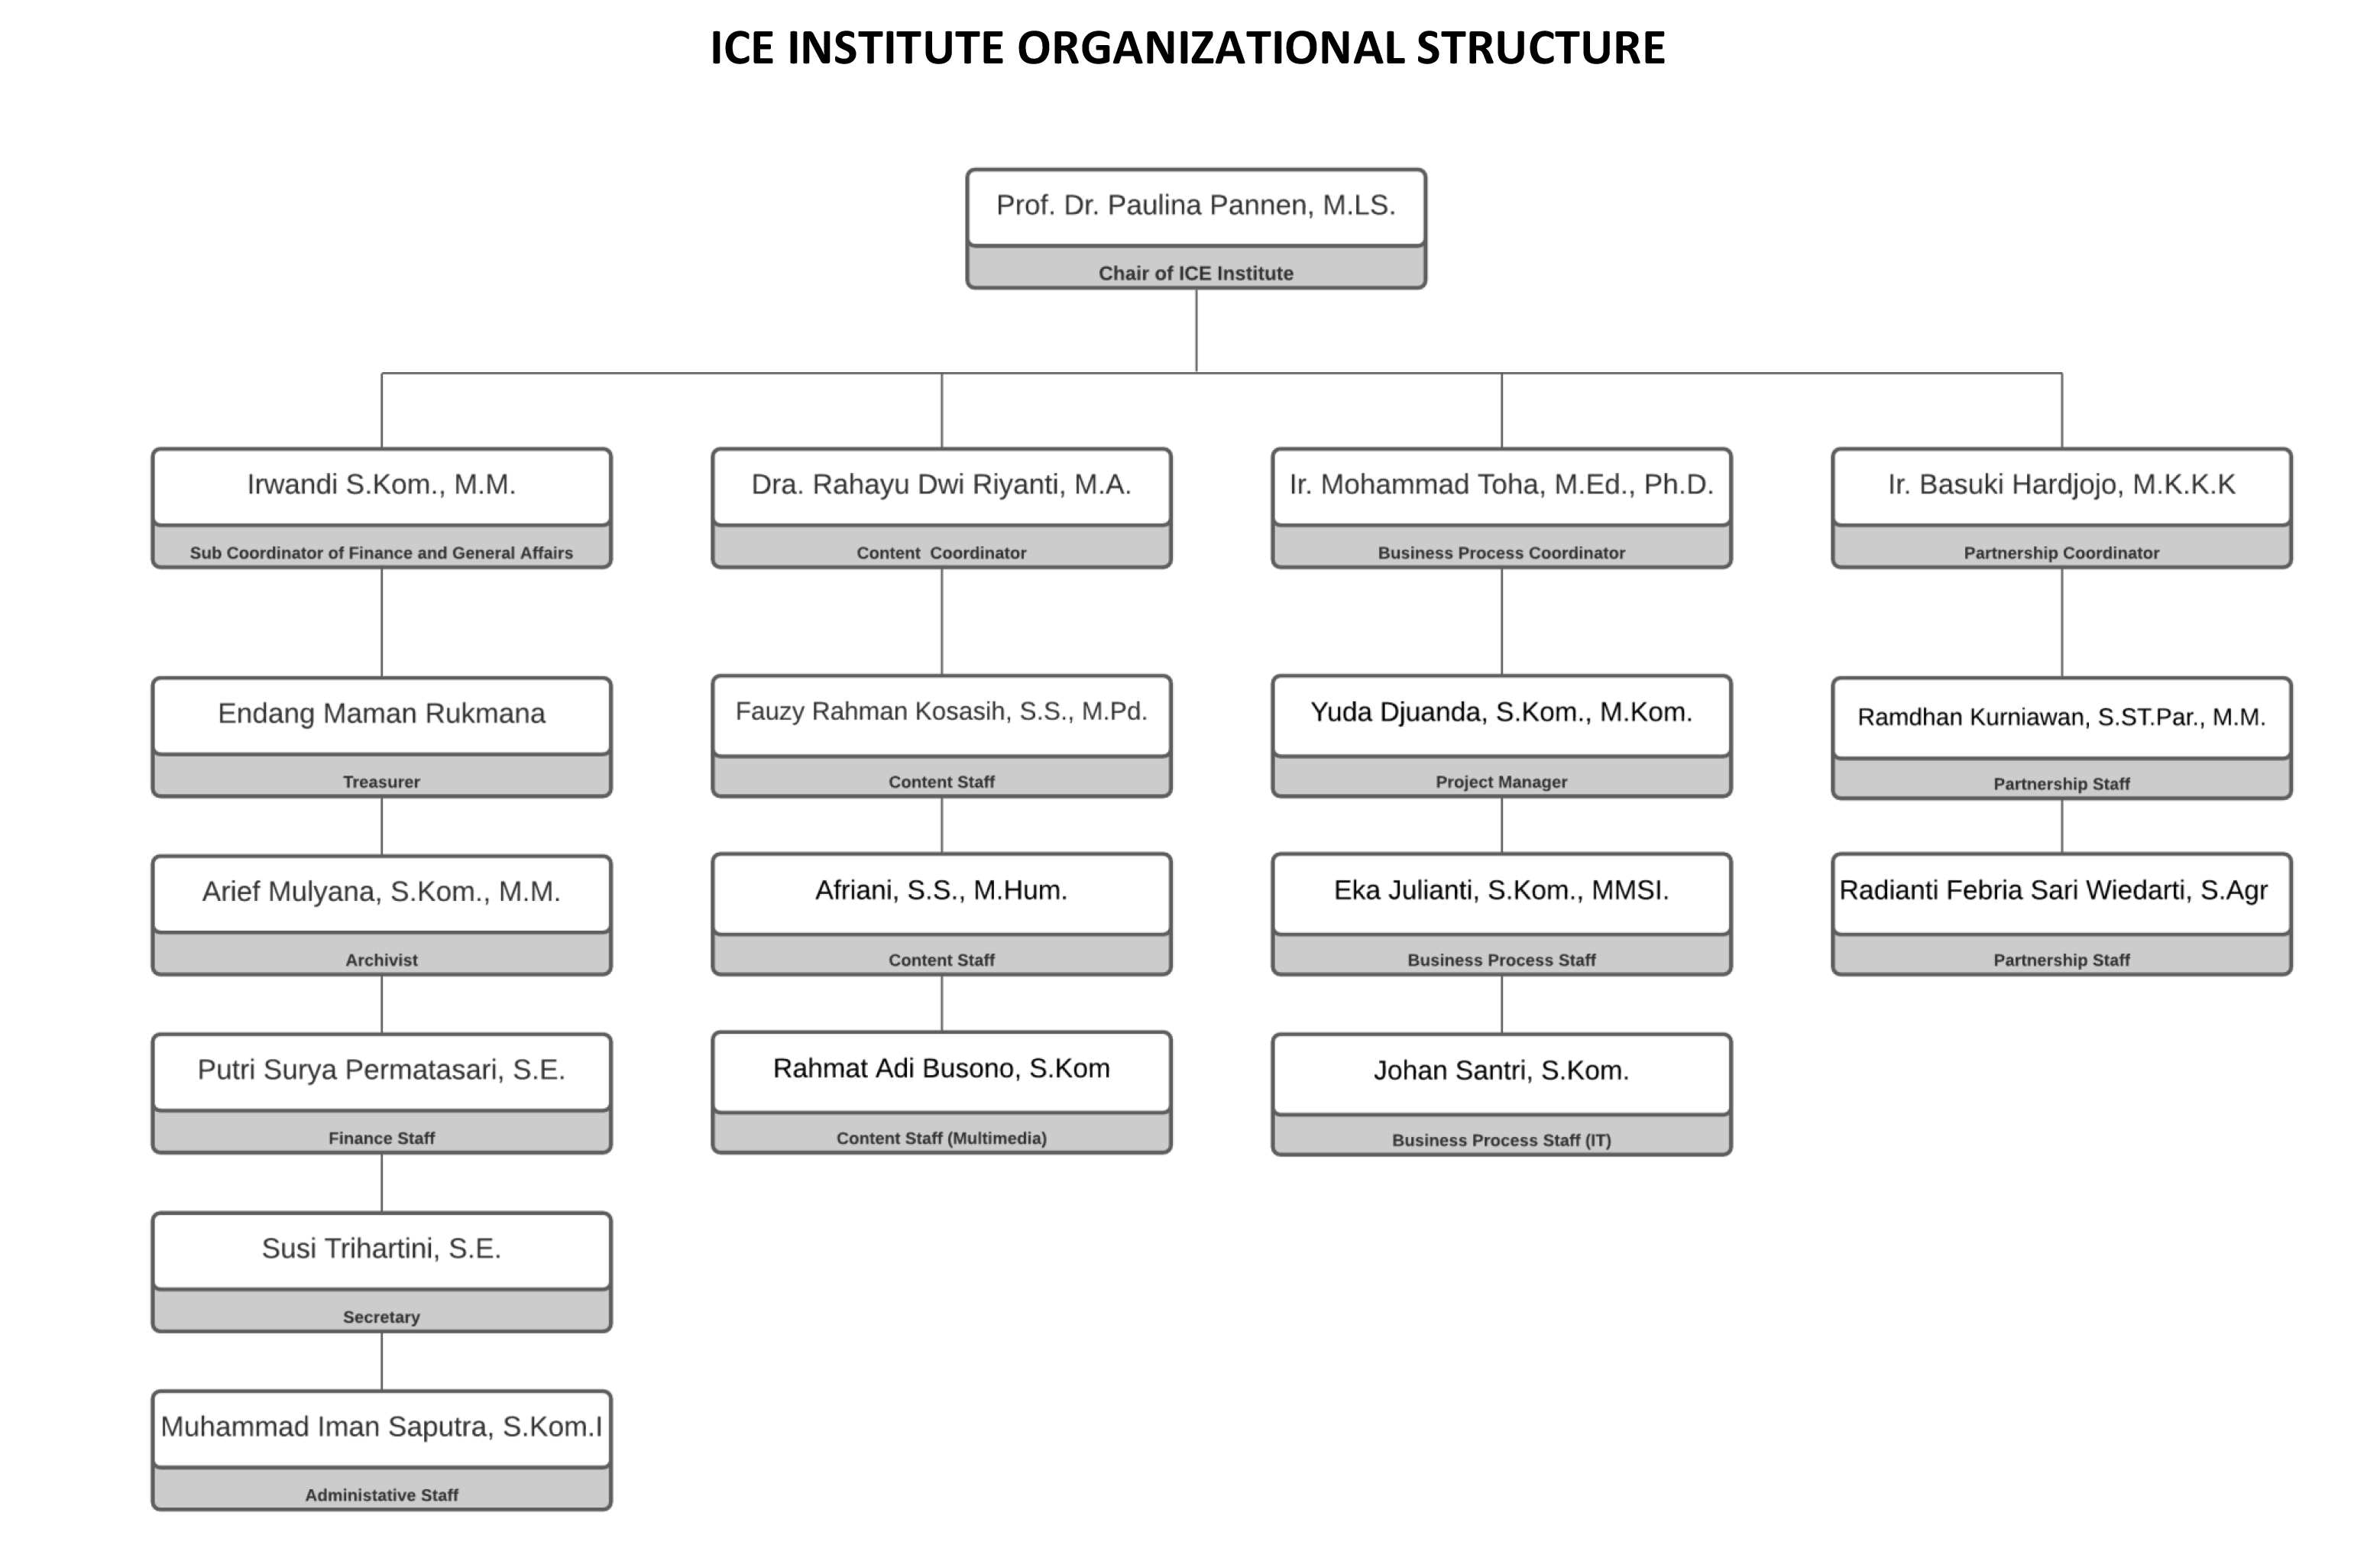 ICE INSTITUTE ORGANIZATIONAL STRUCTURE
Prof. Dr. Paulina Pannen, M.LS.
Chair of ICE Institute
Irwandi S.Kom., M.M.
Sub Coordinator of Finance and General Affairs
Dra. Rahayu Dwi Riyanti, M.A.
Content Coordinator
Ir. Mohammad Toha, M.Ed., Ph.D.
Business Process Coordinator
Ir. Basuki Hardjojo, M.K.K.K
Partnership Coordinator
Endang Maman Rukmana
Treasurer
Fauzy Rahman Kosasih, S.S., M.Pd.
Content Staff
Yuda Djuanda, S.Kom., M.Kom.
Project Manager
Ramdhan Kurniawan, S.ST.Par., M.M.
Partnership Staff
Arief Mulyana, S.Kom., M.M.
Archivist
Afriani, S.S., M.Hum.
Content Staff
Eka Julianti, S.Kom., MMSI.
Business Process Staff
Radianti Febria Sari Wiedarti, S.Agr
Partnership Staff
Putri Surya Permatasari, S.E.
Finance Staff
Rahmat Adi Busono, S.Kom
Content Staff (Multimedia)
Johan Santri, S.Kom.
Business Process Staff (IT)
Susi Trihartini, S.E.
Secretary
Muhammad Iman Saputra, S.Kom.I
Administative Staff